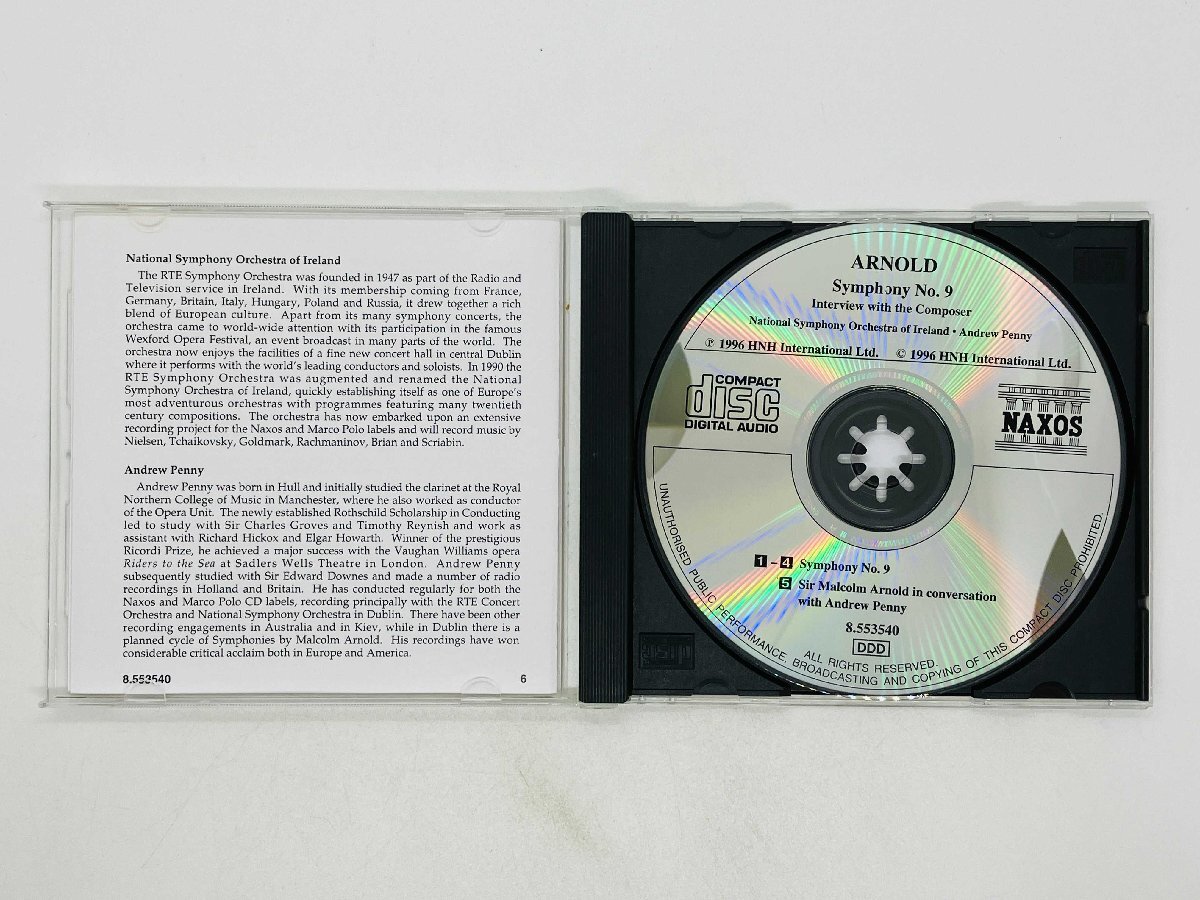 National Symphony Orchestra of Ireland
The RTE Symphony Orchestra was founded in 1947 as part of the Radio and
Television service in Ireland. With its membership coming from France,
Germany, Britain, Italy, Hungary, Poland and Russia, it drew together a rich
blend of European culture. Apart from its many symphony concerts, the
orchestra came to world-wide attention with its participation in the famous
Wexford Opera Festival, an event broadcast in many parts of the world. The
orchestra now enjoys the facilities of a fine new concert hall in central Dublin
where it performs with the world's leading conductors and soloists. In 1990 the
RTE Symphony Orchestra was augmented and renamed the National
Symphony Orchestra of Ireland, quickly establishing itself as one of Europe's
most adventurous orchestras with programmes featuring many twentieth
century compositions. The orchestra has now embarked upon an extensive
recording project for the Naxos and Marco Polo labels and will record music by
Nielsen, Tchaikovsky, Goldmark, Rachmaninov, Brian and Scriabin.
Andrew Penny
Andrew Penny was born in Hull and initially studied the clarinet at the Royal
Northern College of Music in Manchester, where he also worked as conductor
of the Opera Unit. The newly established Rothschild Scholarship in Conducting
led to study with Sir Charles Groves and Timothy Reynish and work as
assistant with Richard Hickox and Elgar Howarth. Winner of the prestigious
Ricordi Prize, he achieved a major success with the Vaughan Williams opera
Riders to the Sea at Sadlers Wells Theatre in London. Andrew Penny
subsequently studied with Sir Edward Downes and made a number of radio
recordings in Holland and Britain. He has conducted regularly for both the
Naxos and Marco Polo CD labels, recording principally with the RTE Concert
Orchestra and National Symphony Orchestra in Dublin. There have been other
recording engagements in Australia and in Kiev, while in Dublin there is a
planned cycle of Symphonies by Malcolm Arnold. His recordings have won
considerable critical acclaim both in Europe and America.
8.553540 6
ARNOLD
Symphony No. 9
Interview with the Composer
National Symphony Orchestra of Ireland • Andrew Penny
℗ 1996 HNH International Ltd. © 1996 HNH International Ltd.
COMPACT
disc
DIGITAL AUDIO
NAXOS
1 – 4 Symphony No. 9
5 Sir Malcolm Arnold in conversation
with Andrew Penny
8.553540
DDD
ALL RIGHTS RESERVED.
UNAUTHORISED PUBLIC PERFORMANCE, BROADCASTING AND COPYING OF THIS COMPACT DISC PROHIBITED.
disc